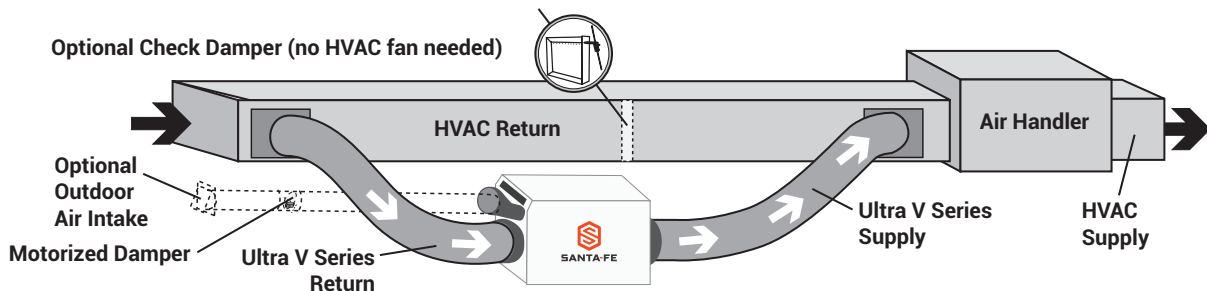 Optional Check Damper (no HVAC fan needed)
HVAC Return
Air Handler
Optional
Outdoor
Air Intake
Motorized Damper
Ultra V Series
Return
SANTA-FE
Ultra V Series
Supply
HVAC
Supply